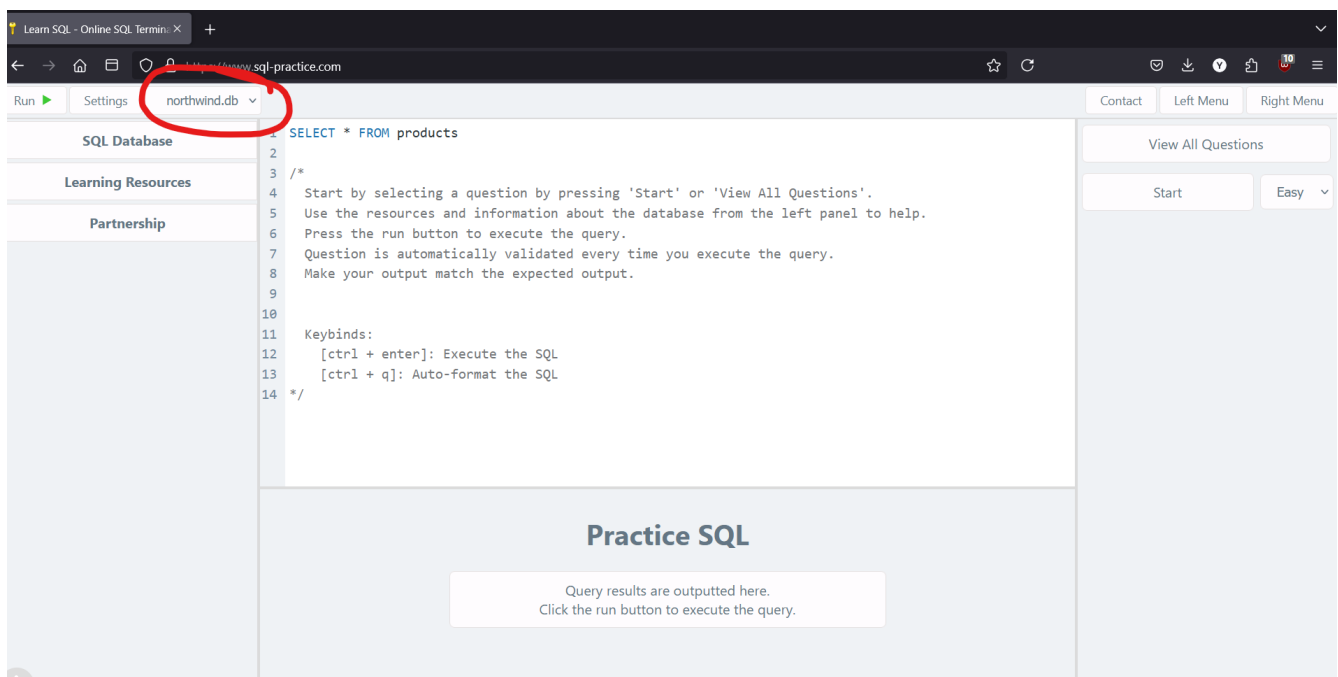 Learn SQL - Online SQL Termina
sql-practice.com
10
Run
Settings
northwind.db
Contact
Left Menu
Right Menu
SQL Database
Learning Resources
Partnership
1 SELECT * FROM products
2
3 /*
4 Start by selecting a question by pressing 'Start' or 'View All Questions'.
5 Use the resources and information about the database from the left panel to help.
6 Press the run button to execute the query.
7 Question is automatically validated every time you execute the query.
8 Make your output match the expected output.
9
10
11 Keybinds:
12 [ctrl + enter]: Execute the SQL
13 [ctrl + q]: Auto-format the SQL
14 */
View All Questions
Start
Easy
Practice SQL
Query results are outputted here.
Click the run button to execute the query.